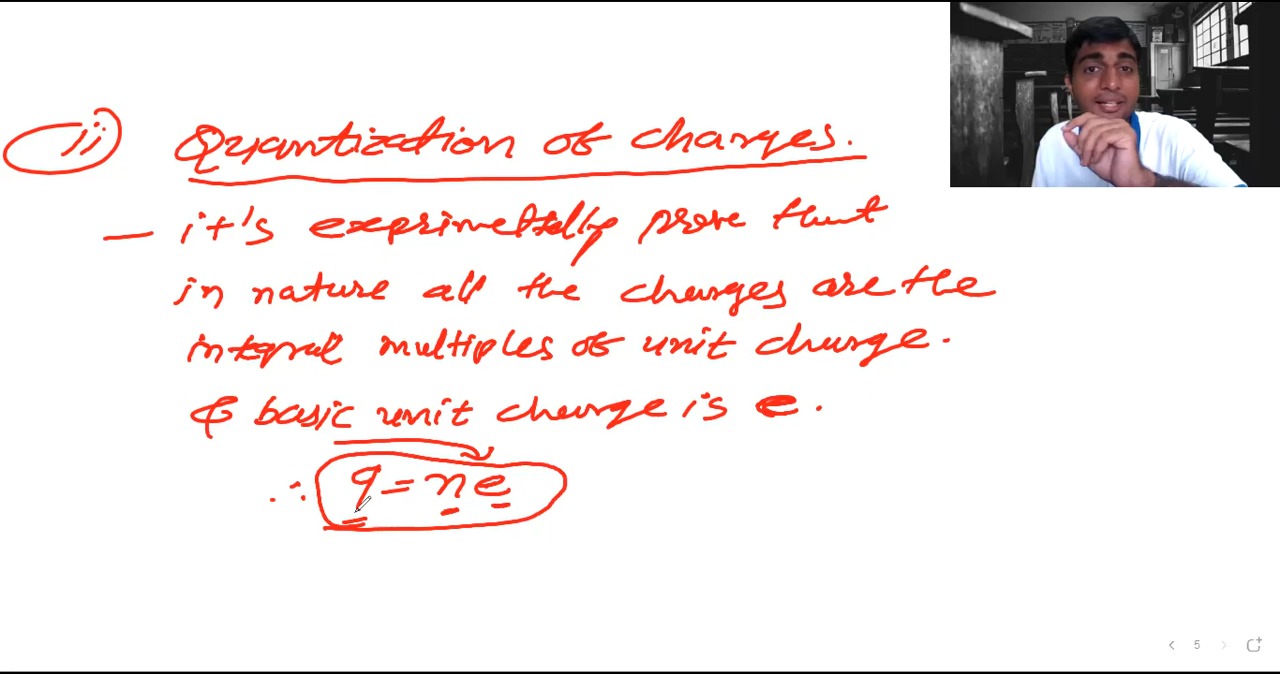 ii) Quantization of charges.
— it's exprimetally prove that
in nature all the charges are the
integral multiples of unit charge.
& basic unit charge is e.
∴ q = ne
5